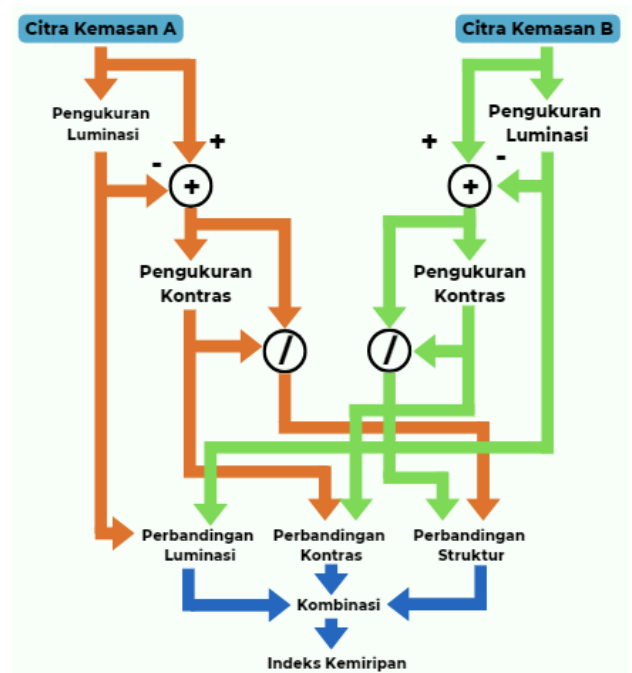 Citra Kemasan A
Citra Kemasan B
Pengukuran
Luminasi
Pengukuran
Luminasi
+
+
-
-
+
+
Pengukuran
Kontras
Pengukuran
Kontras
/
/
Perbandingan
Luminasi
Perbandingan
Kontras
Perbandingan
Struktur
Kombinasi
Indeks Kemiripan